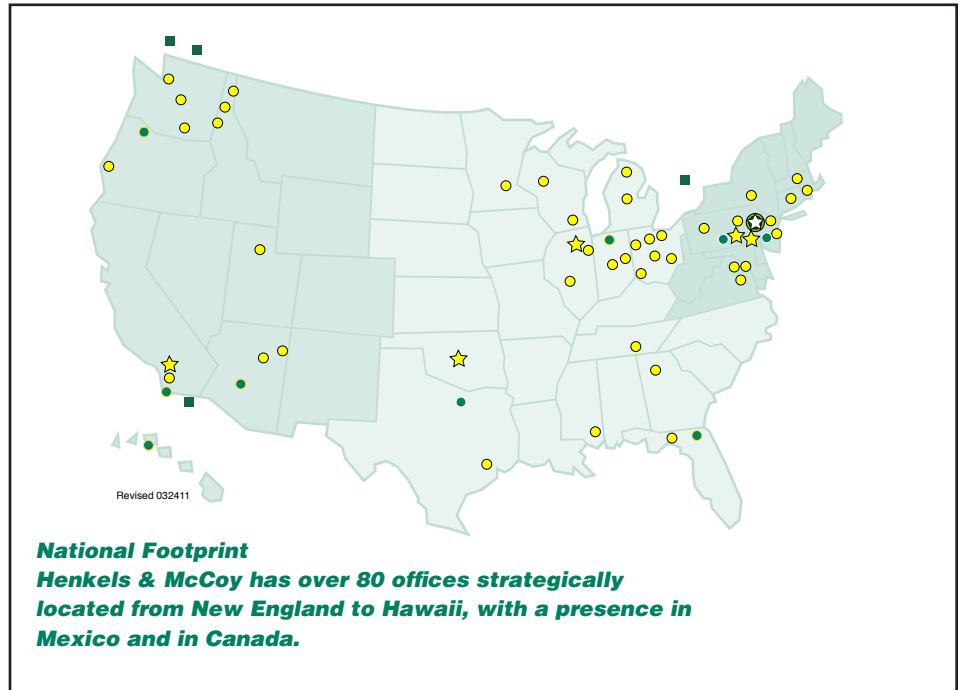 Revised 032411
National Footprint
Henkels & McCoy has over 80 offices strategically
located from New England to Hawaii, with a presence in
Mexico and in Canada.